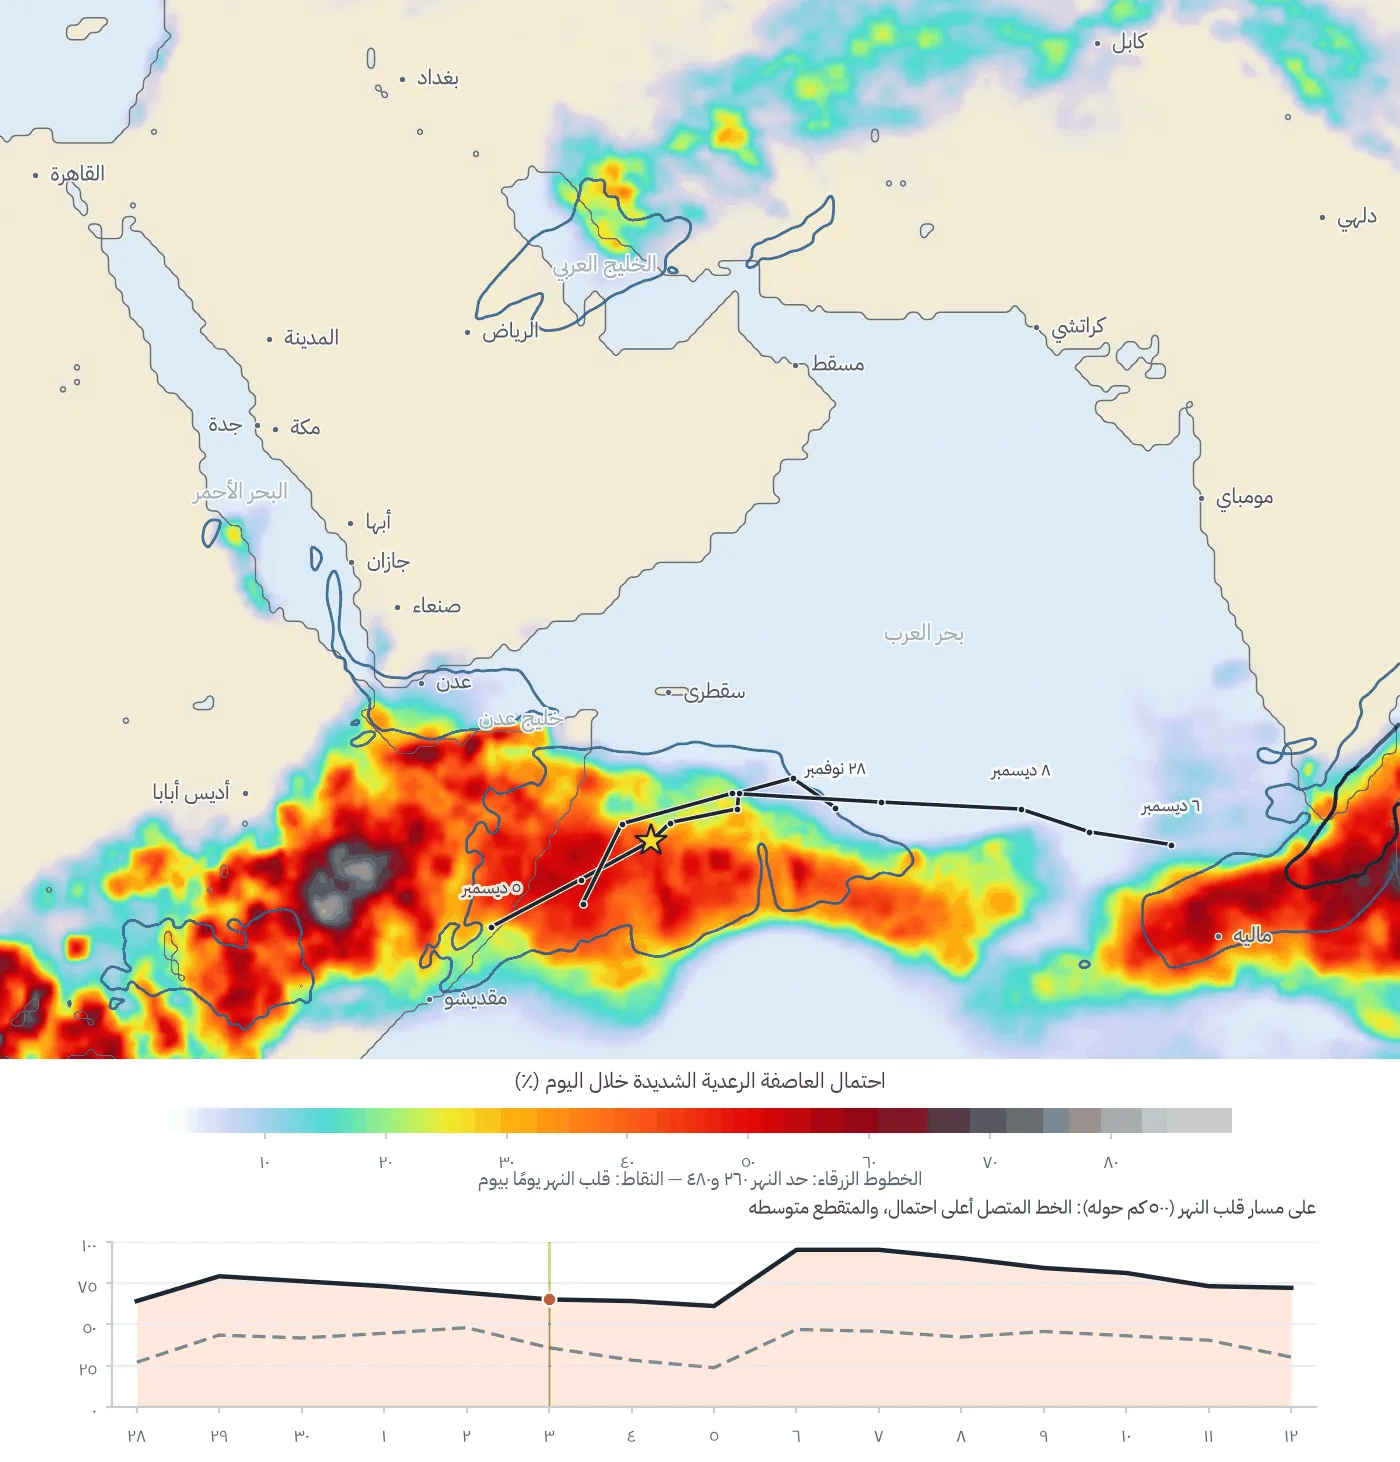 كابل
بغداد
القاهرة
دلهي
الخليج العربي
الرياض
المدينة
كراتشي
مسقط
جدة
مكة
البحر الأحمر
مومباي
أبها
جازان
صنعاء
بحر العرب
عدن
سقطرى
خليج عدن
٢٨ نوفمبر
٨ ديسمبر
أديس أبابا
٦ ديسمبر
٥ ديسمبر
ماليه
مقديشو
احتمال العاصفة الرعدية الشديدة خلال اليوم (٪)
١٠ ٢٠ ٣٠ ٤٠ ٥٠ ٦٠ ٧٠ ٨٠
الخطوط الزرقاء: حد النهر ٢٦٠ و٤٨٠ — النقاط: قلب النهر يومًا بيوم
على مسار قلب النهر (٥٠٠ كم حوله): الخط المتصل أعلى احتمال، والمتقطع متوسطه
١٠٠
٧٥
٥٠
٢٥
٠
٢٨ ٢٩ ٣٠ ١ ٢ ٣ ٤ ٥ ٦ ٧ ٨ ٩ ١٠ ١١ ١٢